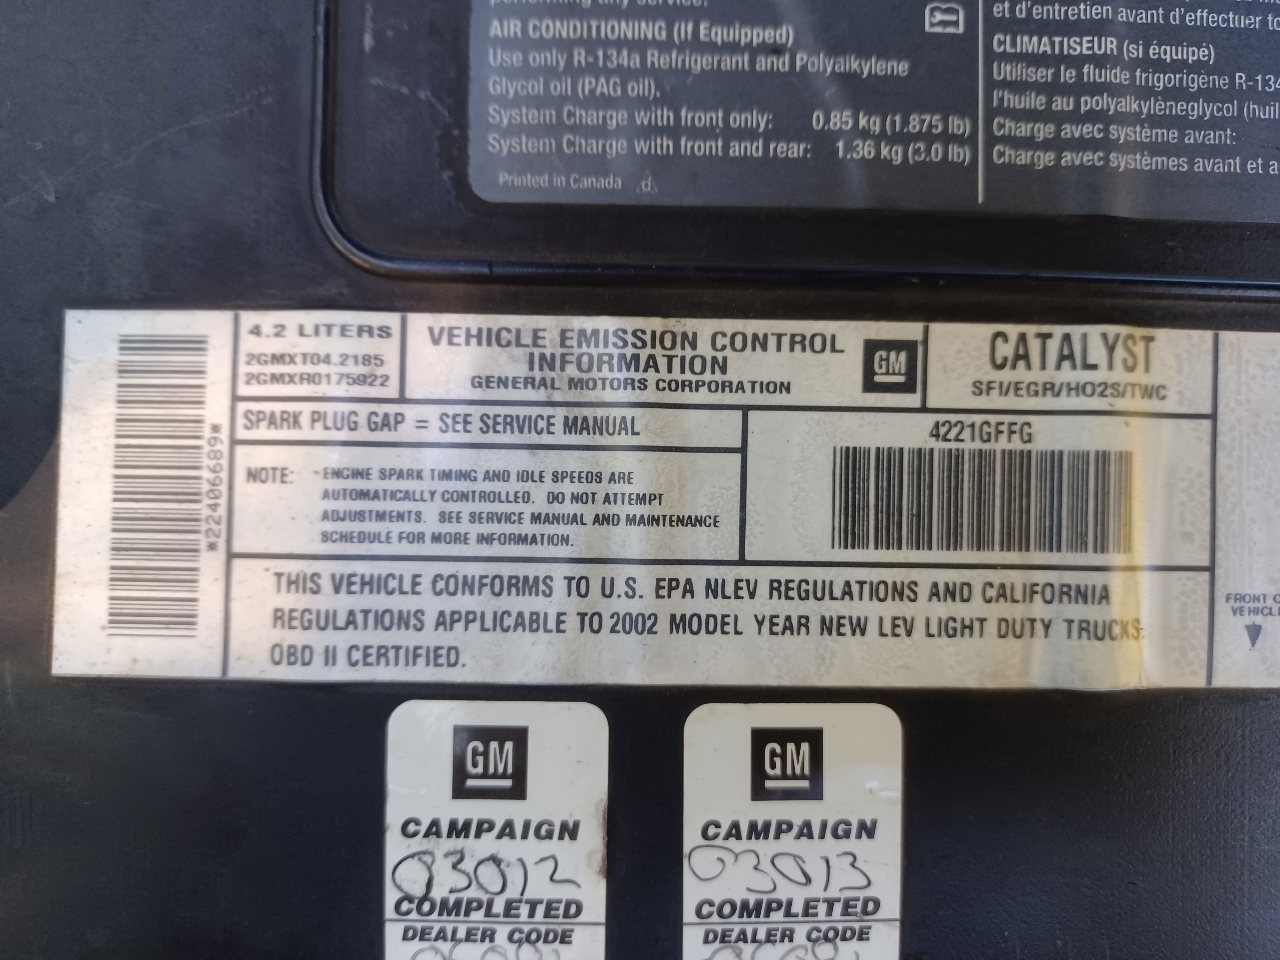 performing any service.
AIR CONDITIONING (If Equipped)
Use only R-134a Refrigerant and Polyalkylene
Glycol oil (PAG oil).
System Charge with front only: 0.85 kg (1.875 lb)
System Charge with front and rear: 1.36 kg (3.0 lb)
Printed in Canada
et d'entretien avant d'effectuer
CLIMATISEUR (si équipé)
Utiliser le fluide frigorigène R-134
l'huile au polyalkylèneglycol
Charge avec système avant:
Charge avec systèmes avant et a
*22406689*
4.2 LITERS
2GMXT04.2185
2GMXR0175922
VEHICLE EMISSION CONTROL
INFORMATION
GENERAL MOTORS CORPORATION
GM
CATALYST
SFI/EGR/HO2S/TWC
SPARK PLUG GAP = SEE SERVICE MANUAL
NOTE: - ENGINE SPARK TIMING AND IDLE SPEEDS ARE
AUTOMATICALLY CONTROLLED. DO NOT ATTEMPT
ADJUSTMENTS. SEE SERVICE MANUAL AND MAINTENANCE
SCHEDULE FOR MORE INFORMATION.
4221GFFG
THIS VEHICLE CONFORMS TO U.S. EPA NLEV REGULATIONS AND CALIFORNIA
REGULATIONS APPLICABLE TO 2002 MODEL YEAR NEW LEV LIGHT DUTY TRUCKS.
OBD II CERTIFIED.
FRONT O
VEHICLE
GM
CAMPAIGN
03012
COMPLETED
DEALER CODE
GM
CAMPAIGN
03013
COMPLETED
DEALER CODE